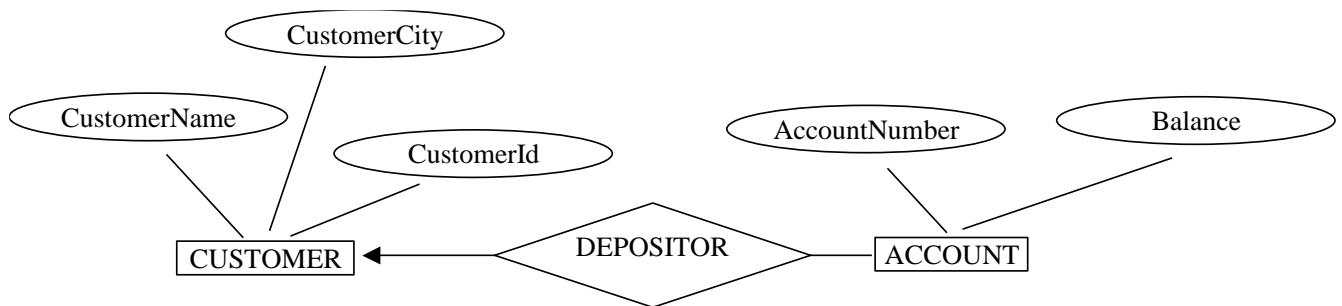 CustomerCity
CustomerName
CustomerId
AccountNumber
Balance
CUSTOMER
DEPOSITOR
ACCOUNT